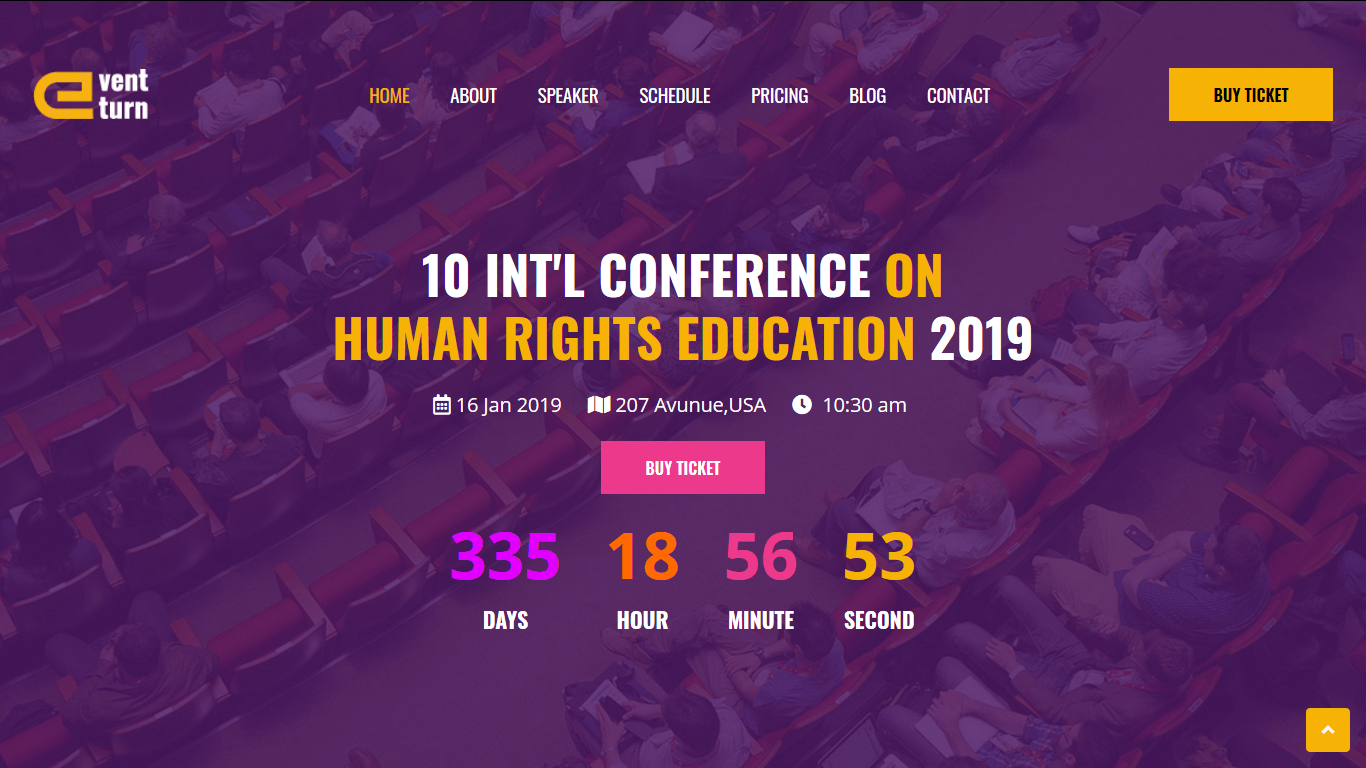 vent
turn
HOME ABOUT SPEAKER SCHEDULE PRICING BLOG CONTACT
BUY TICKET
10 INT'L CONFERENCE ON
HUMAN RIGHTS EDUCATION 2019
16 Jan 2019 207 Avunue,USA 10:30 am
BUY TICKET
335 18 56 53
DAYS HOUR MINUTE SECOND